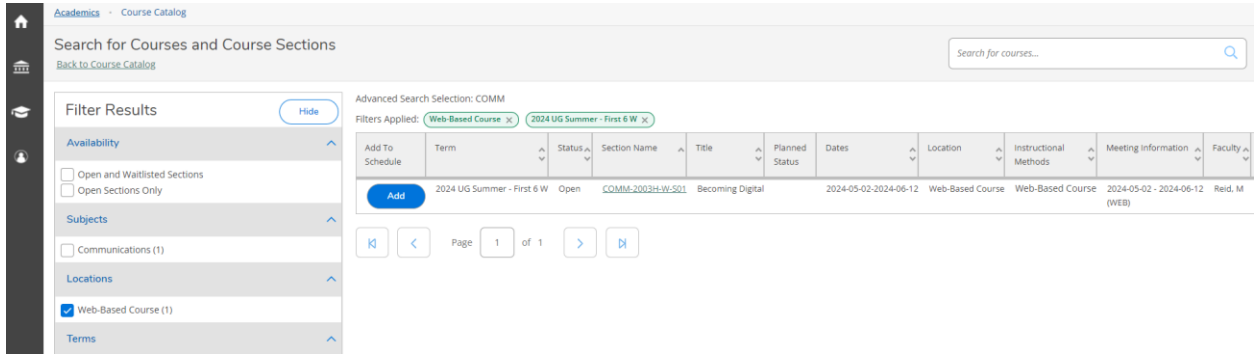 Academics · Course Catalog
Search for Courses and Course Sections
Back to Course Catalog
Search for courses...
Filter Results
Hide
Availability
Open and Waitlisted Sections
Open Sections Only
Subjects
Communications (1)
Locations
Web-Based Course (1)
Terms
Advanced Search Selection: COMM
Filters Applied: Web-Based Course × 2024 UG Summer - First 6 W ×
Add To Schedule Term Status Section Name Title Planned Status Dates Location Instructional Methods Meeting Information Faculty
Add 2024 UG Summer - First 6 W Open COMM-2003H-W-S01 Becoming Digital 2024-05-02-2024-06-12 Web-Based Course Web-Based Course 2024-05-02 - 2024-06-12 Reid, M
(WEB)
Page 1 of 1